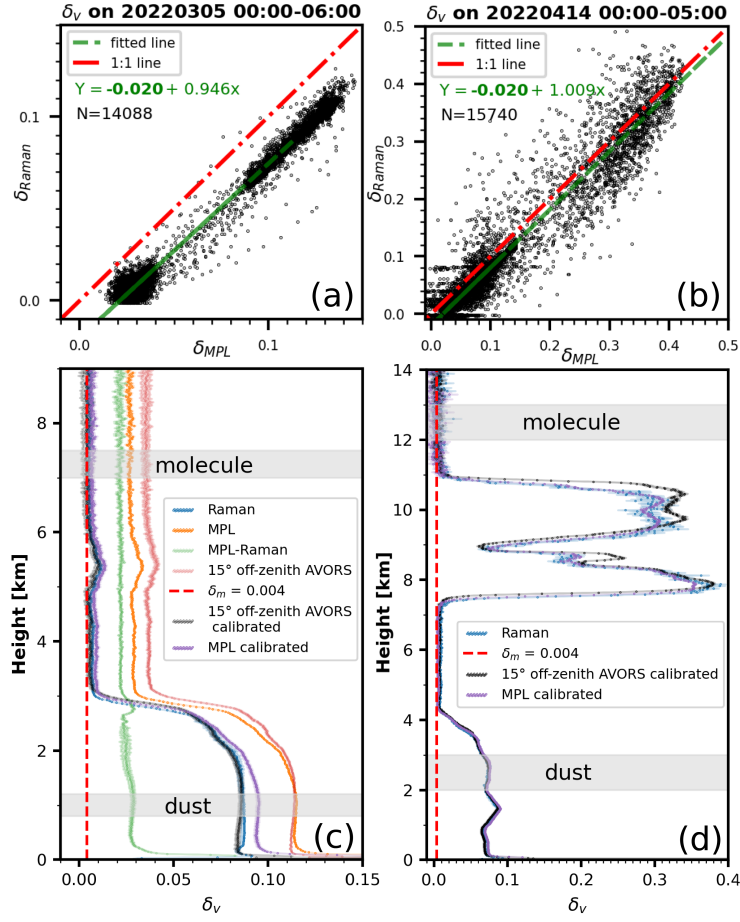 δv on 20220305 00:00-06:00
fitted line
1:1 line
Y = -0.020 + 0.946x
N=14088
0.1
0.0
δRaman
(a)
0.0
0.1
δMPL
δv on 20220414 00:00-05:00
0.5
fitted line
1:1 line
Y = -0.020 + 1.009x
N=15740
0.4
0.3
0.2
0.1
0.0
δRaman
(b)
0.0
0.1
0.2
0.3
0.4
0.5
δMPL
8
6
4
2
0
Height [km]
molecule
Raman
MPL
MPL-Raman
15° off-zenith AVORS
δm = 0.004
15° off-zenith AVORS
calibrated
MPL calibrated
dust
(c)
0.00
0.05
0.10
0.15
δv
14
12
10
8
6
4
2
0
Height [km]
molecule
Raman
δm = 0.004
15° off-zenith AVORS calibrated
MPL calibrated
dust
(d)
0.0
0.1
0.2
0.3
0.4
δv